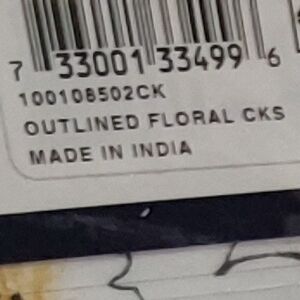 7 33001 33499 6
100108502CK
OUTLINED FLORAL CKS
MADE IN INDIA